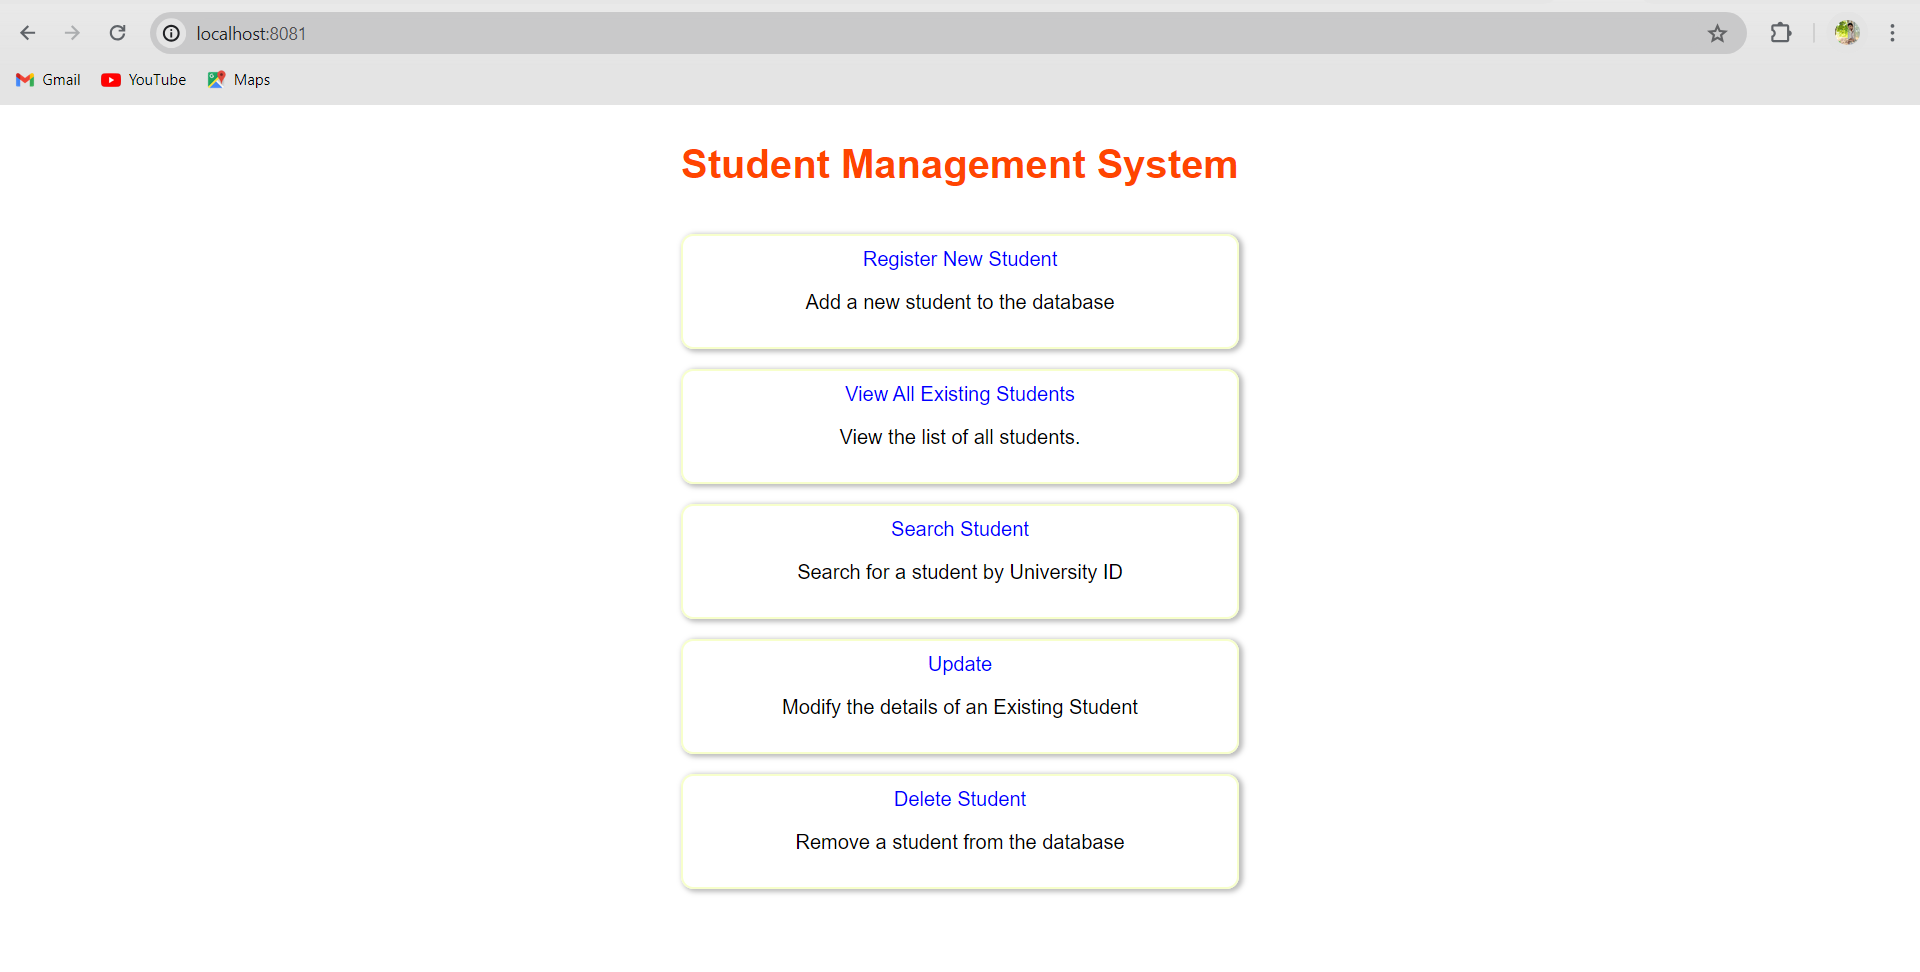 localhost:8081
Gmail YouTube Maps
Student Management System
Register New Student
Add a new student to the database
View All Existing Students
View the list of all students.
Search Student
Search for a student by University ID
Update
Modify the details of an Existing Student
Delete Student
Remove a student from the database